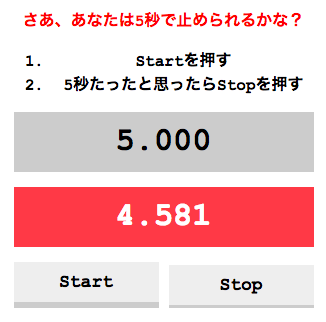 さあ、あなたは5秒で止められるかな？
1. Startを押す
2. 5秒たったと思ったらStopを押す
5.000
4.581
Start Stop